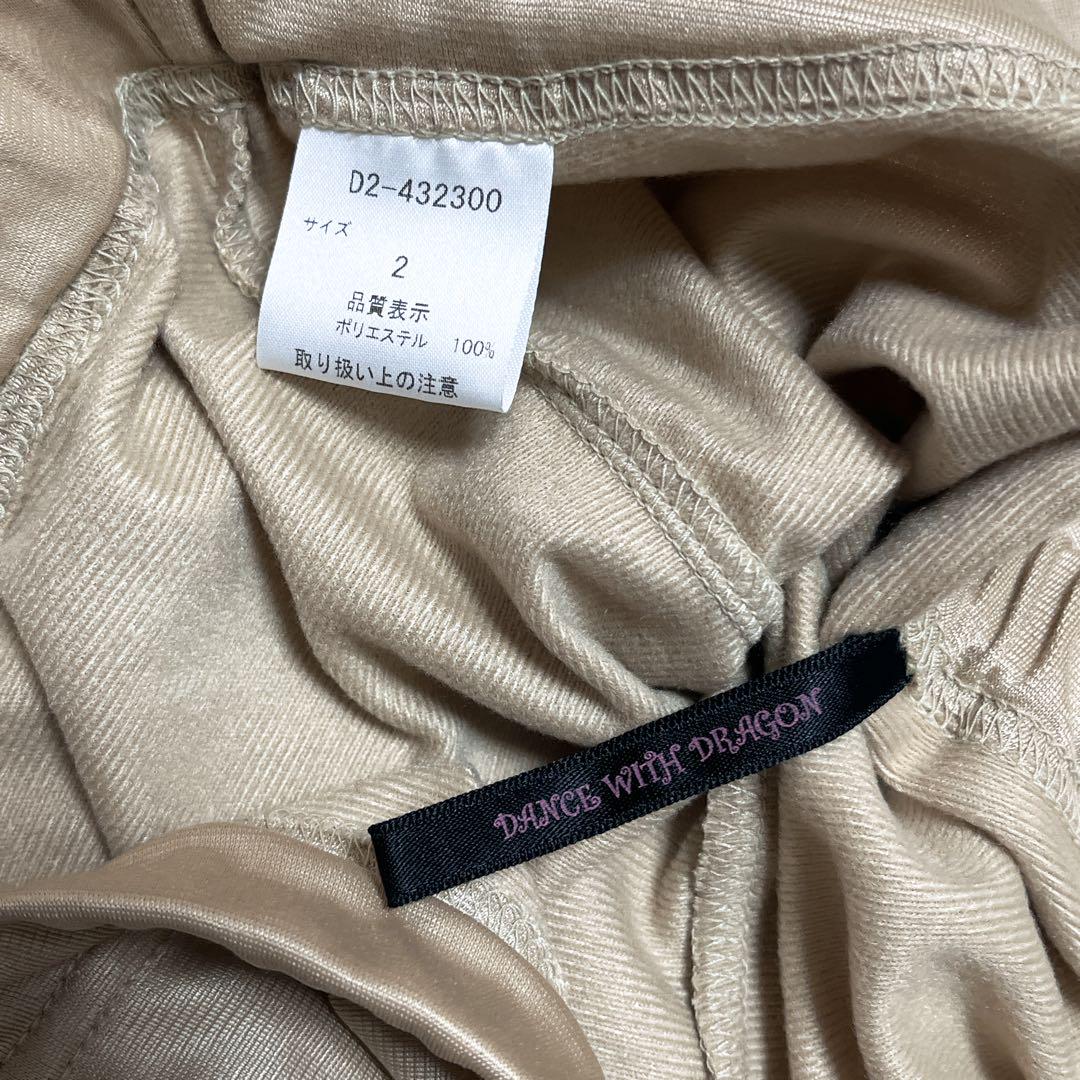 D2-432300
サイズ
2
品質表示
ポリエステル 100%
取り扱い上の注意
DANCE WITH DRAGON